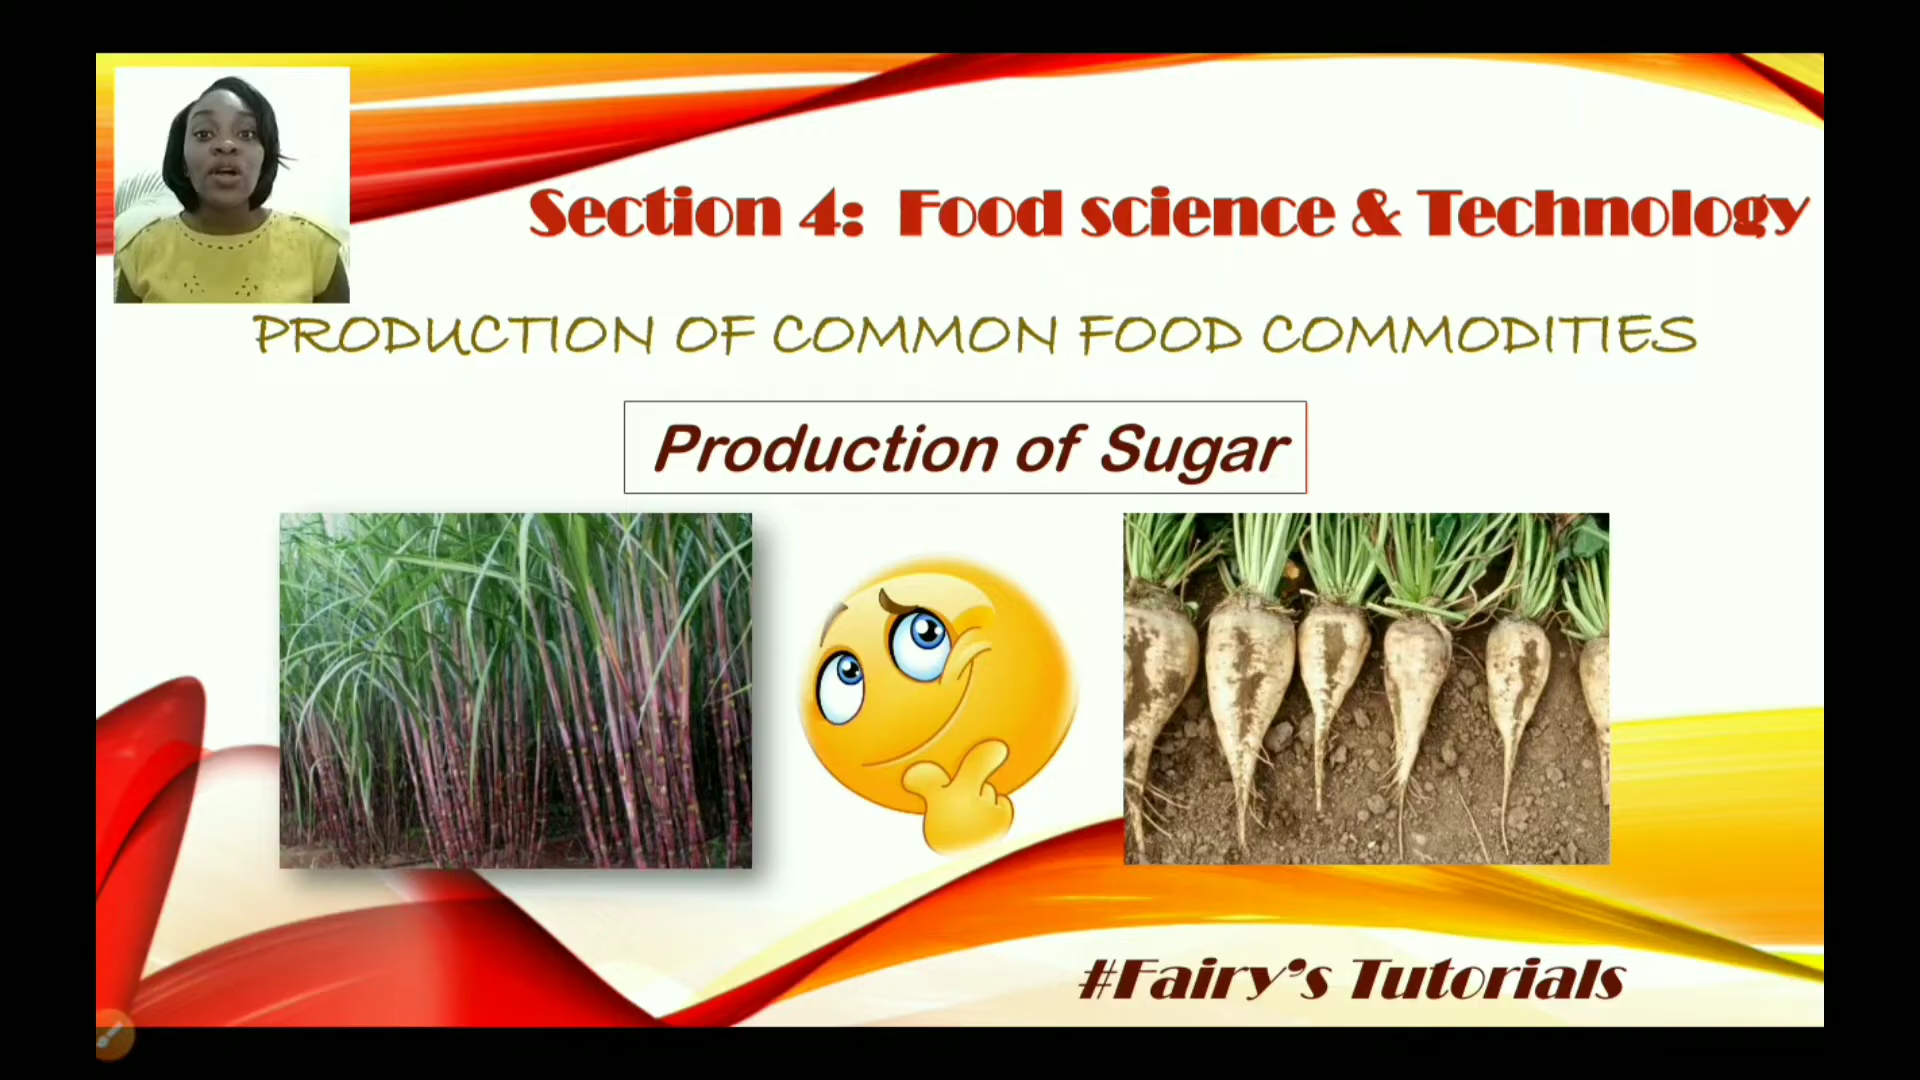 Section 4: Food science & Technology
PRODUCTION OF COMMON FOOD COMMODITIES
Production of Sugar
#Fairy's Tutorials